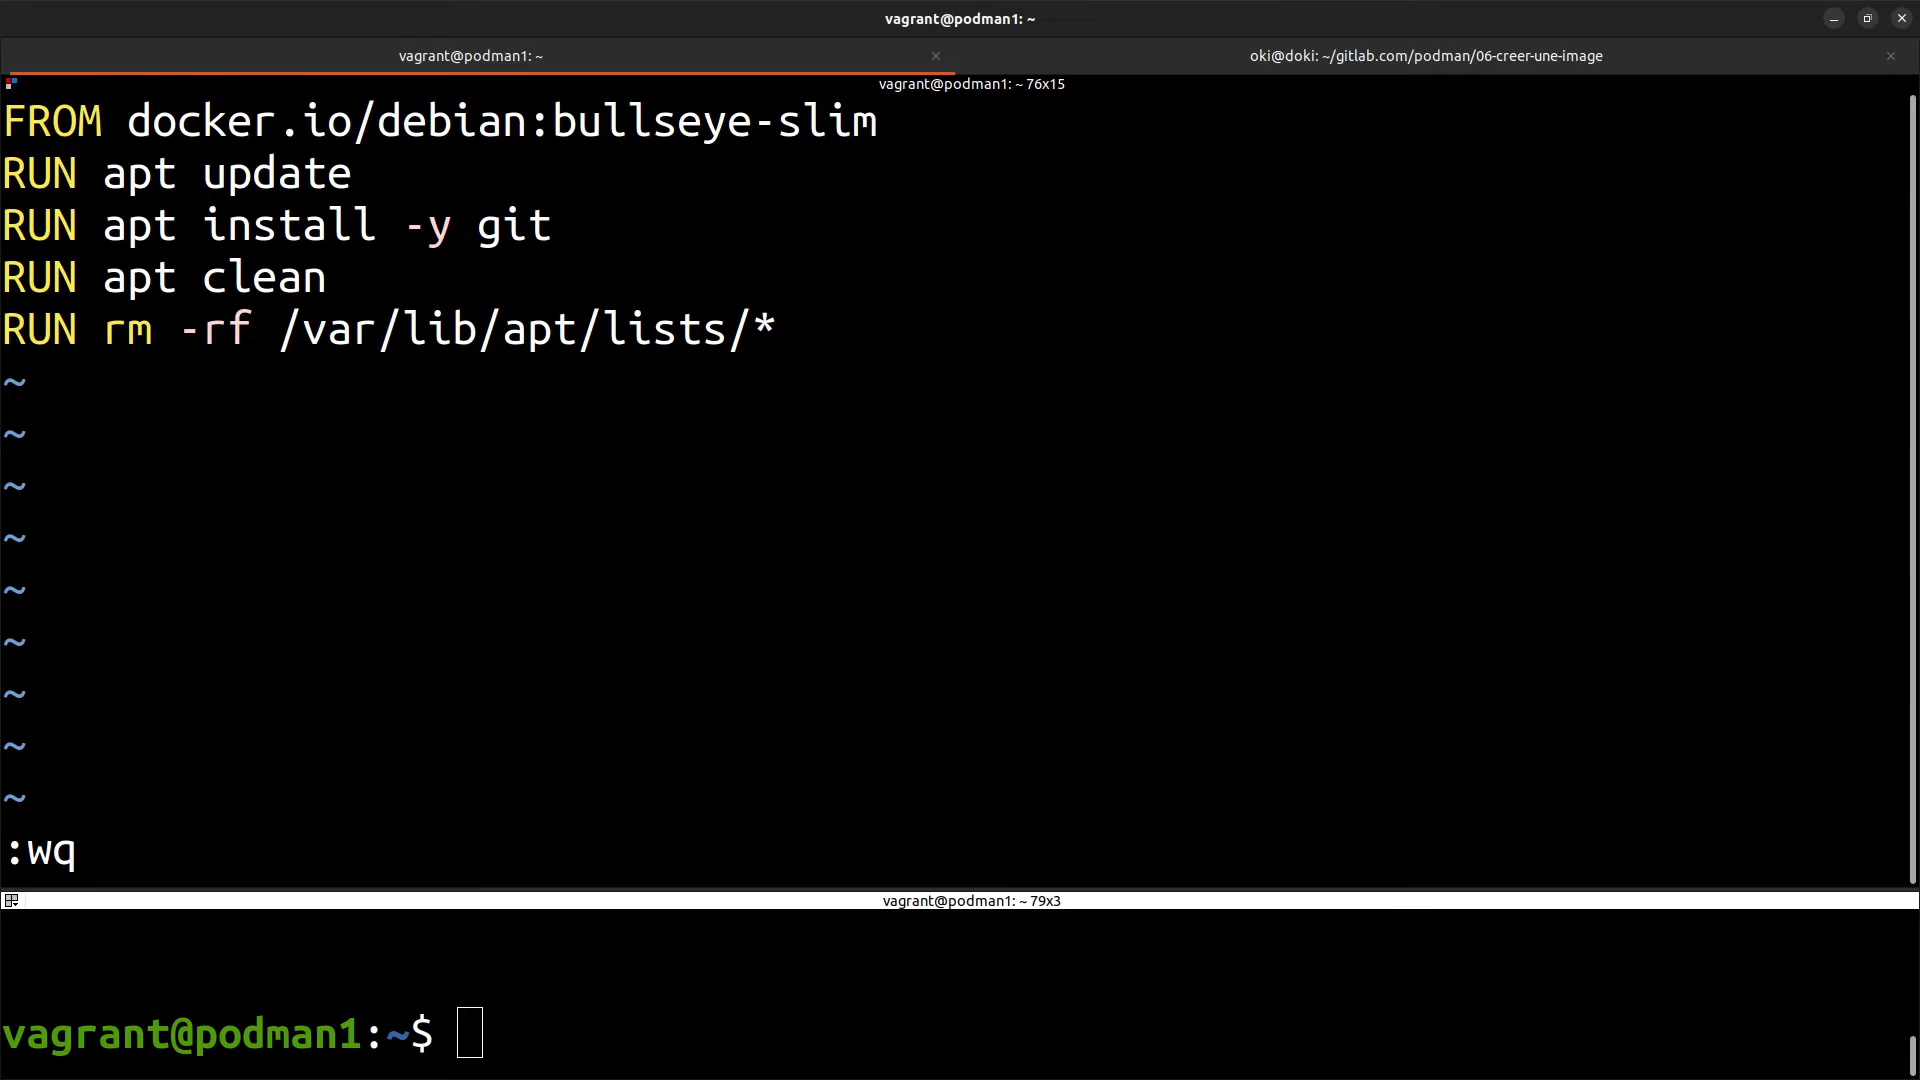 vagrant@podman1: ~
vagrant@podman1: ~
oki@doki: ~/gitlab.com/podman/06-creer-une-image
vagrant@podman1: ~ 76x15
FROM docker.io/debian:bullseye-slim
RUN apt update
RUN apt install -y git
RUN apt clean
RUN rm -rf /var/lib/apt/lists/*
~
~
~
~
~
~
~
~
~
:wq
vagrant@podman1: ~ 79x3
vagrant@podman1:~$